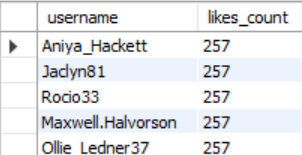 username likes_count
Aniya_Hackett 257
Jaclyn81 257
Rocio33 257
Maxwell.Halvorson 257
Ollie_Ledner37 257